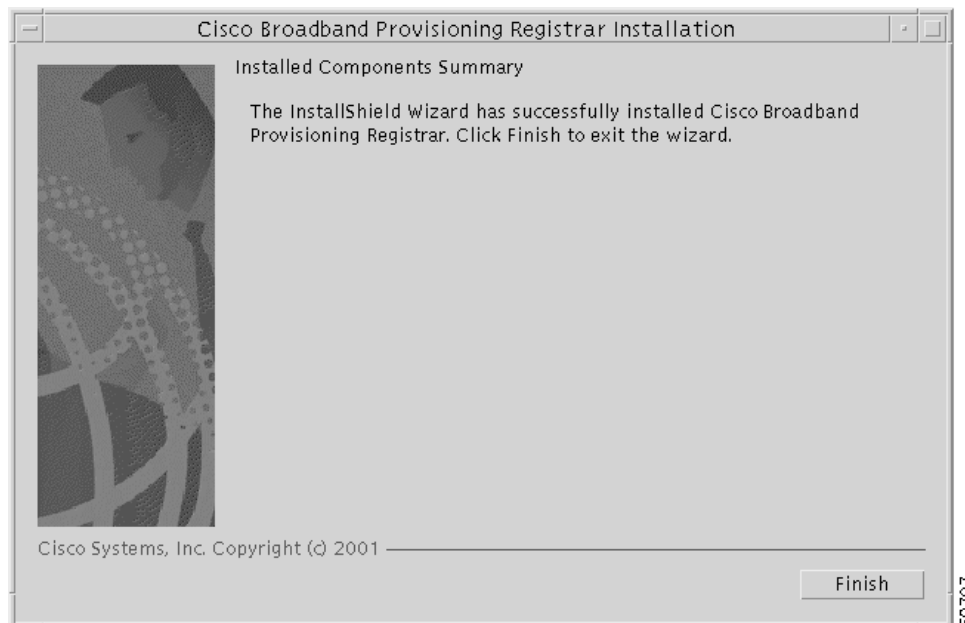 Cisco Broadband Provisioning Registrar Installation
Installed Components Summary
The InstallShield Wizard has successfully installed Cisco Broadband
Provisioning Registrar. Click Finish to exit the wizard.
Cisco Systems, Inc. Copyright (c) 2001
Finish